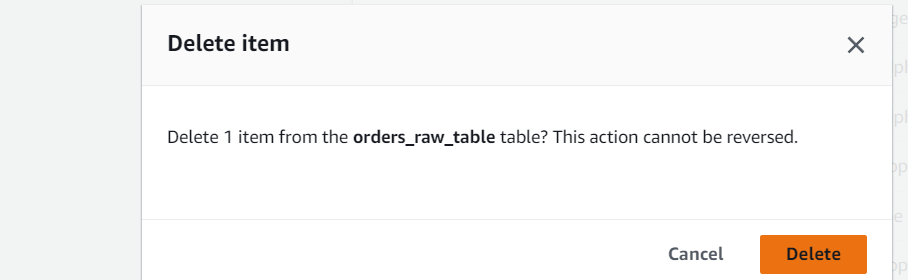 Delete item
Delete 1 item from the orders_raw_table table? This action cannot be reversed.
Cancel
Delete